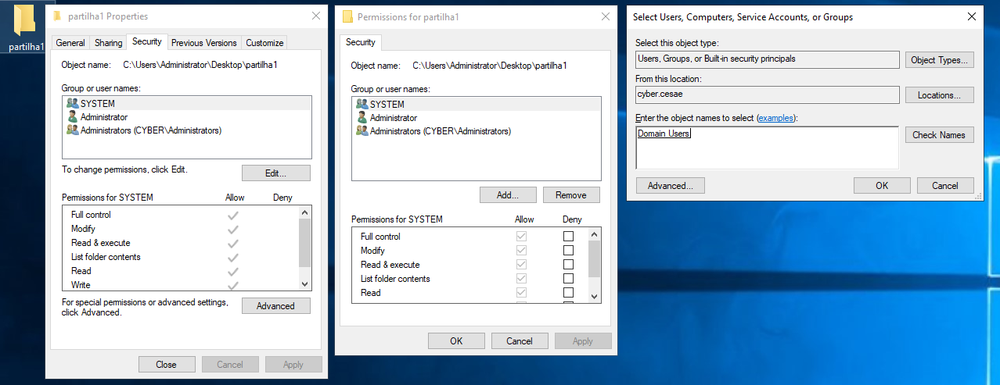 partilha1
partilha1 Properties
General Sharing Security Previous Versions Customize
Object name: C:\Users\Administrator\Desktop\partilha1
Group or user names:
SYSTEM
Administrator
Administrators (CYBER\Administrators)
To change permissions, click Edit.
Edit...
Permissions for SYSTEM Allow Deny
Full control
Modify
Read & execute
List folder contents
Read
Write
For special permissions or advanced settings,
click Advanced.
Advanced
Close Cancel Apply
Permissions for partilha1
Security
Object name: C:\Users\Administrator\Desktop\partilha1
Group or user names:
SYSTEM
Administrator
Administrators (CYBER\Administrators)
Add... Remove
Permissions for SYSTEM Allow Deny
Full control
Modify
Read & execute
List folder contents
Read
OK Cancel Apply
Select Users, Computers, Service Accounts, or Groups
Select this object type:
Users, Groups, or Built-in security principals
Object Types...
From this location:
cyber.cesae
Locations...
Enter the object names to select (examples):
Domain Users
Check Names
Advanced...
OK Cancel